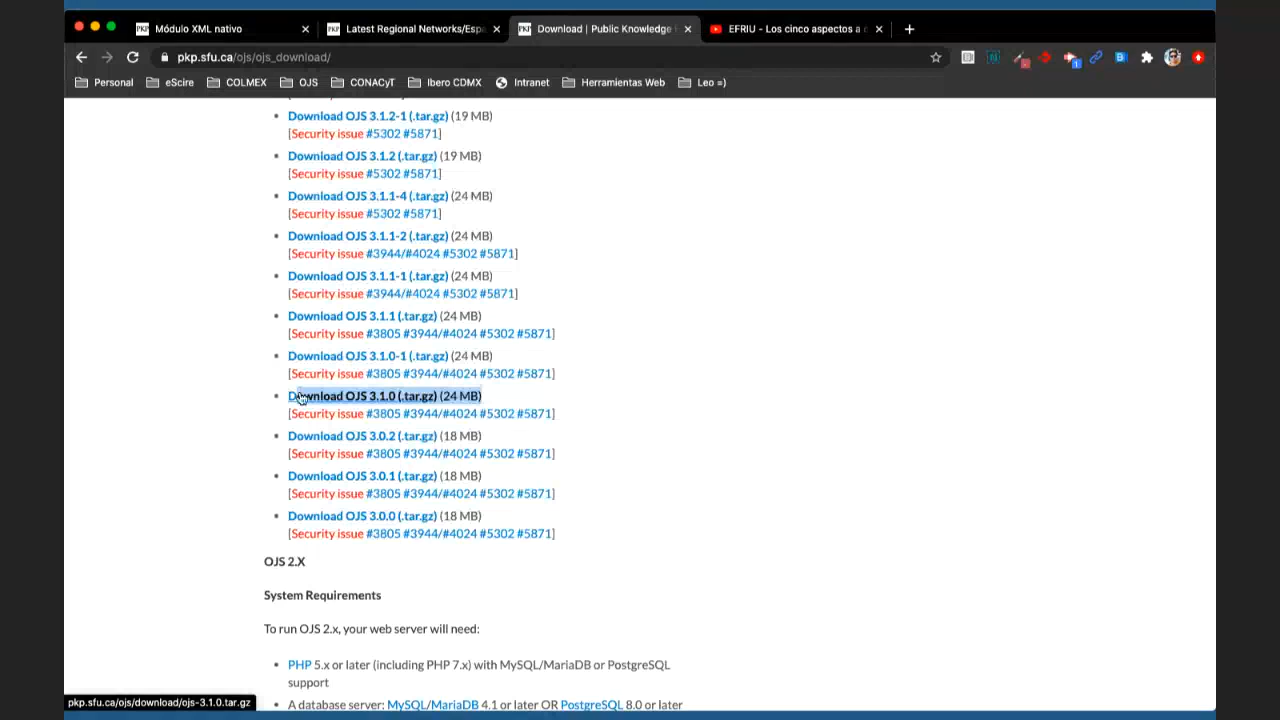 Módulo XML nativo
Latest Regional Networks/Espa
Download | Public Knowledge
EFRIU - Los cinco aspectos a
pkp.sfu.ca/ojs/ojs_download/
Personal eScire COLMEX OJS CONACyT Ibero CDMX Intranet Herramientas Web Leo =)
Download OJS 3.1.2-1 (.tar.gz) (19 MB)
[Security issue #5302 #5871]
Download OJS 3.1.2 (.tar.gz) (19 MB)
[Security issue #5302 #5871]
Download OJS 3.1.1-4 (.tar.gz) (24 MB)
[Security issue #5302 #5871]
Download OJS 3.1.1-2 (.tar.gz) (24 MB)
[Security issue #3944/#4024 #5302 #5871]
Download OJS 3.1.1-1 (.tar.gz) (24 MB)
[Security issue #3944/#4024 #5302 #5871]
Download OJS 3.1.1 (.tar.gz) (24 MB)
[Security issue #3805 #3944/#4024 #5302 #5871]
Download OJS 3.1.0-1 (.tar.gz) (24 MB)
[Security issue #3805 #3944/#4024 #5302 #5871]
Download OJS 3.1.0 (.tar.gz) (24 MB)
[Security issue #3805 #3944/#4024 #5302 #5871]
Download OJS 3.0.2 (.tar.gz) (18 MB)
[Security issue #3805 #3944/#4024 #5302 #5871]
Download OJS 3.0.1 (.tar.gz) (18 MB)
[Security issue #3805 #3944/#4024 #5302 #5871]
Download OJS 3.0.0 (.tar.gz) (18 MB)
[Security issue #3805 #3944/#4024 #5302 #5871]
OJS 2.X
System Requirements
To run OJS 2.x, your web server will need:
PHP 5.x or later (including PHP 7.x) with MySQL/MariaDB or PostgreSQL
support
A database server: MySQL/MariaDB 4.1 or later OR PostgreSQL 8.0 or later
pkp.sfu.ca/ojs/download/ojs-3.1.0.tar.gz